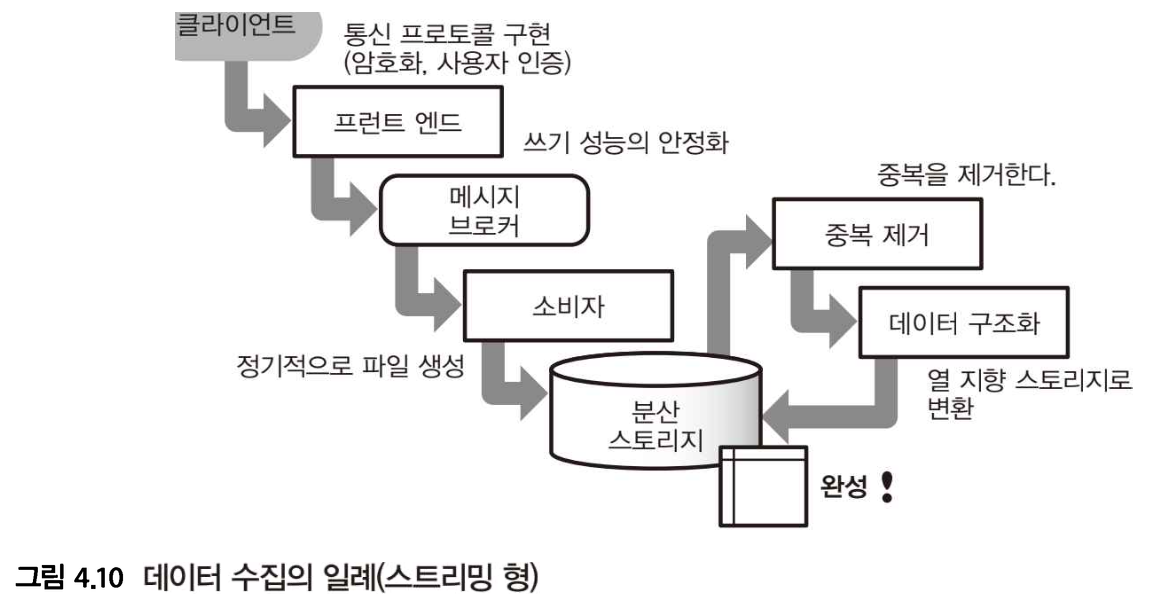 클라이언트
통신 프로토콜 구현
(암호화, 사용자 인증)
프런트 엔드
쓰기 성능의 안정화
메시지
브로커
소비자
정기적으로 파일 생성
분산
스토리지
중복을 제거한다.
중복 제거
데이터 구조화
열 지향 스토리지로
변환
완성 !
그림 4.10 데이터 수집의 일례(스트리밍 형)